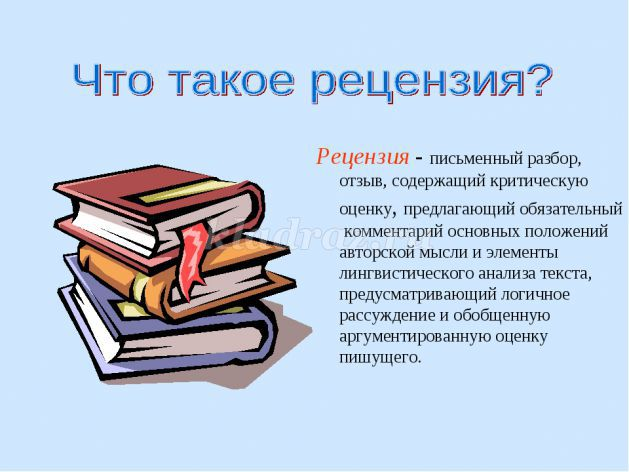 Что такое рецензия?
Рецензия - письменный разбор,
отзыв, содержащий критическую
оценку, предлагающий обязательный
комментарий основных положений
авторской мысли и элементы
лингвистического анализа текста,
предусматривающий логичное
рассуждение и обобщенную
аргументированную оценку
пишущего.